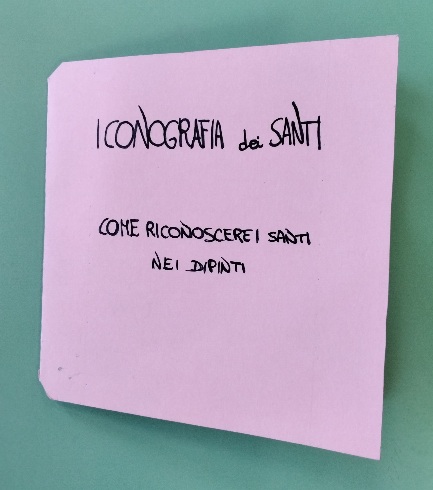 ICONOGRAFIA dei SANTI
COME RICONOSCERE I SANTI
NEI DIPINTI